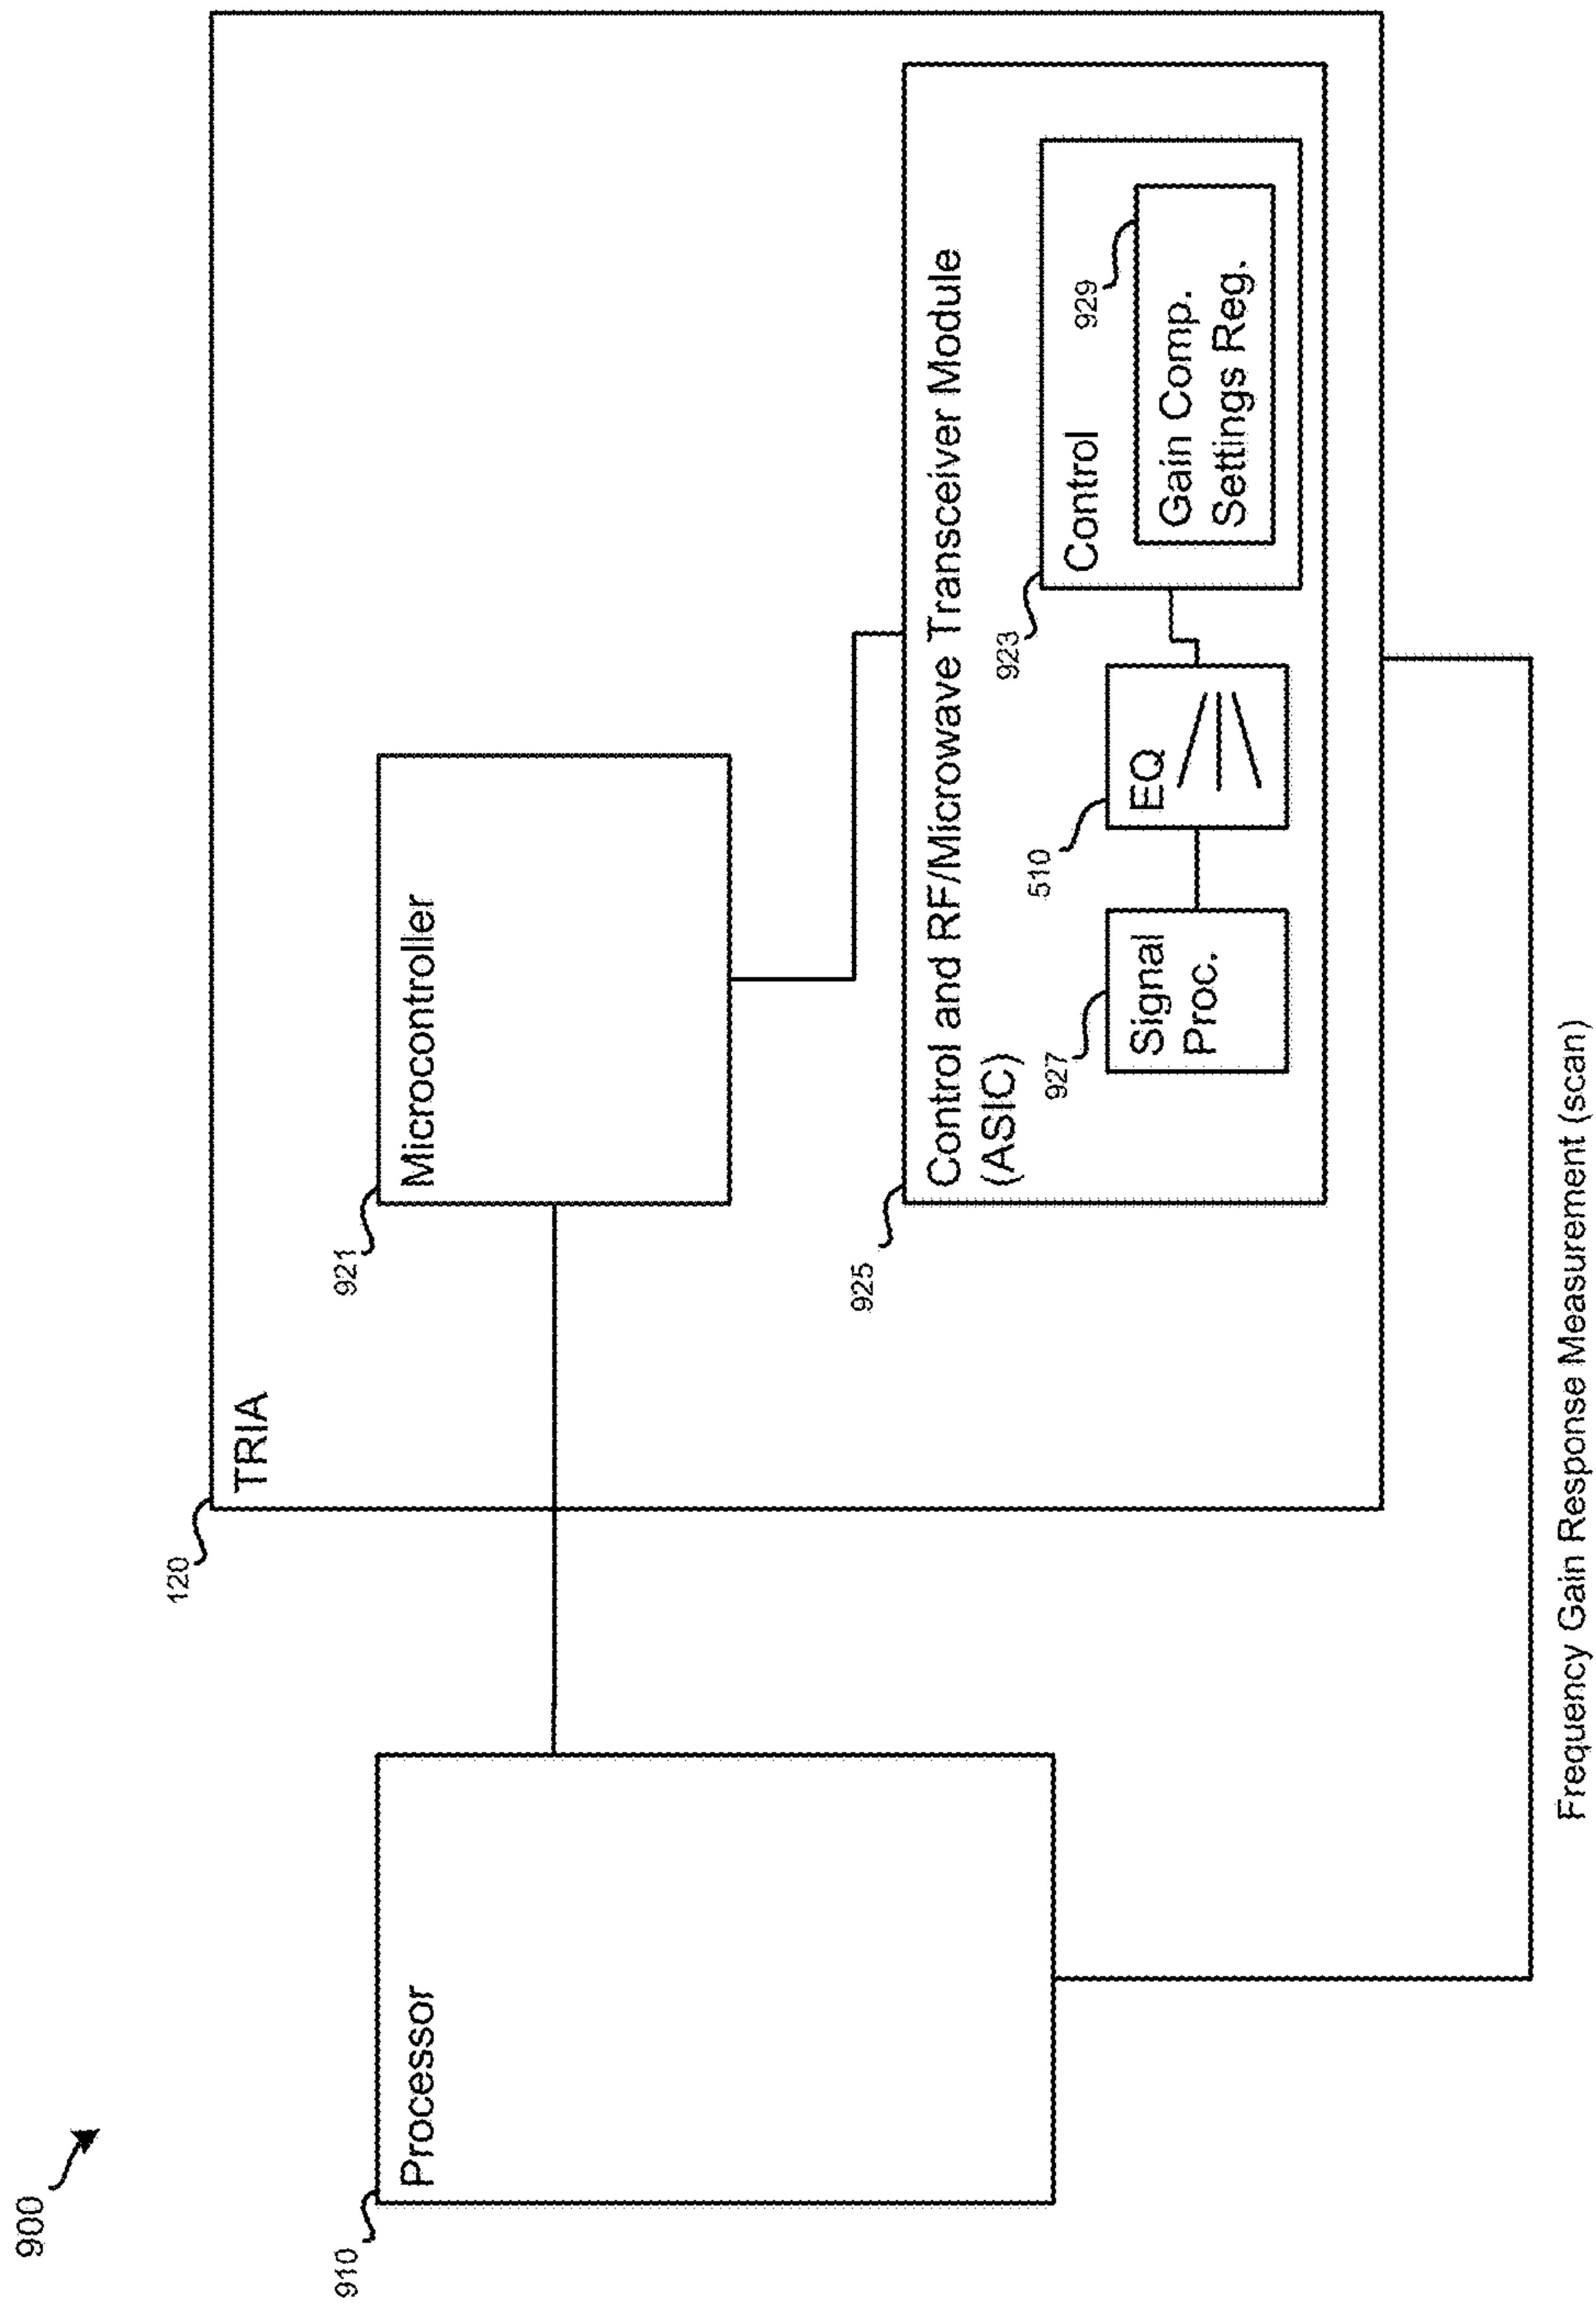 900
910
Processor
120
TRIA
921
Microcontroller
925
Control and RF/Microwave Transceiver Module
(ASIC)
927
Signal
Proc.
510
EQ
923
Control
929
Gain Comp.
Settings Reg.
Frequency Gain Response Measurement (scan)